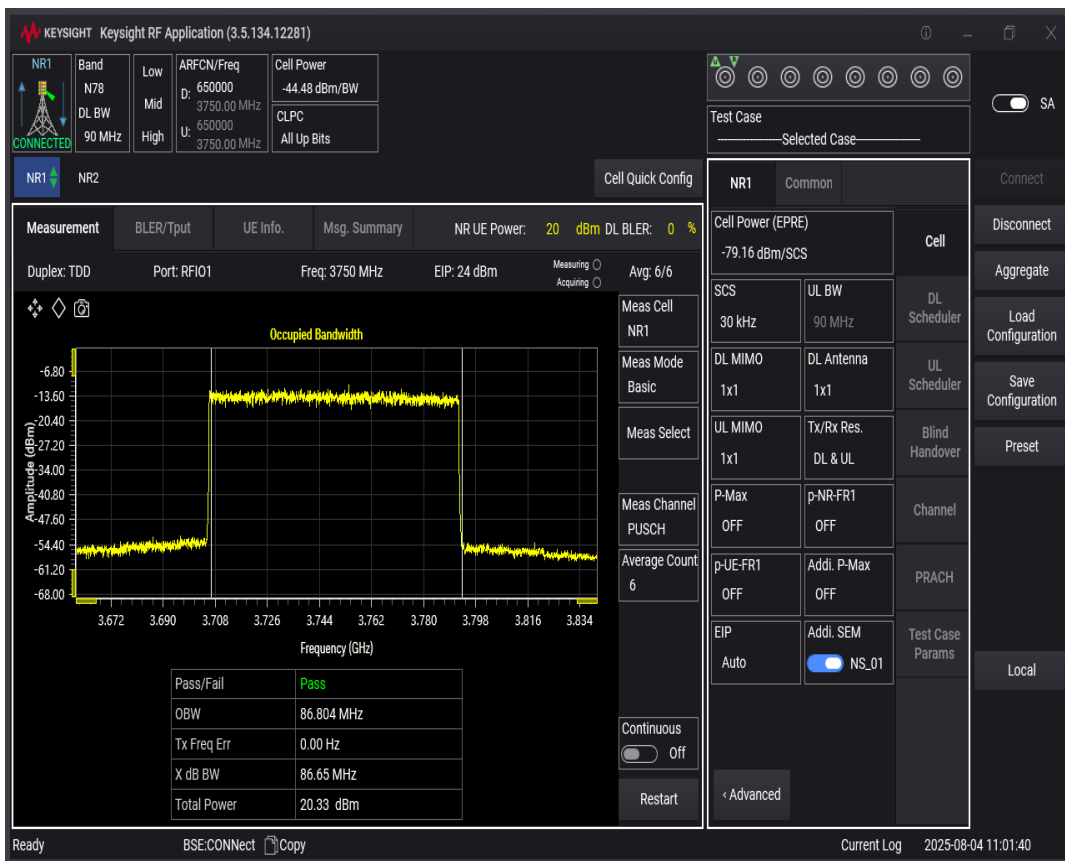 KEYSIGHT Keysight RF Application (3.5.134.12281)
NR1
CONNECTED
Band
N78
DL BW
90 MHz
Low
Mid
High
ARFCN/Freq
D: 650000
3750.00 MHz
U: 650000
3750.00 MHz
Cell Power
-44.48 dBm/BW
CLPC
All Up Bits
Test Case
---Selected Case---
SA
NR1
NR2
Cell Quick Config
NR1 Common
Connect
Disconnect
Aggregate
Load
Configuration
Save
Configuration
Preset
Local
Measurement BLER/Tput UE Info. Msg. Summary NR UE Power: 20 dBm DL BLER: 0 %
Duplex: TDD Port: RFIO1 Freq: 3750 MHz EIP: 24 dBm Measuring Avg: 6/6
Acquiring
Occupied Bandwidth
Amplitude (dBm)
-6.80
-13.60
-20.40
-27.20
-34.00
-40.80
-47.60
-54.40
-61.20
-68.00
3.672 3.690 3.708 3.726 3.744 3.762 3.780 3.798 3.816 3.834
Frequency (GHz)
Pass/Fail Pass
OBW 86.804 MHz
Tx Freq Err 0.00 Hz
X dB BW 86.65 MHz
Total Power 20.33 dBm
Meas Cell
NR1
Meas Mode
Basic
Meas Select
Meas Channel
PUSCH
Average Count
6
Continuous
Off
Restart
Cell Power (EPRE)
-79.16 dBm/SCS
SCS
30 kHz
UL BW
90 MHz
DL MIMO
1x1
DL Antenna
1x1
UL MIMO
1x1
Tx/Rx Res.
DL & UL
P-Max
OFF
p-NR-FR1
OFF
p-UE-FR1
OFF
Addi. P-Max
OFF
EIP
Auto
Addi. SEM
NS_01
‹ Advanced
Cell
DL
Scheduler
UL
Scheduler
Blind
Handover
Channel
PRACH
Test Case
Params
Ready BSE:CONNect Copy Current Log 2025-08-04 11:01:40